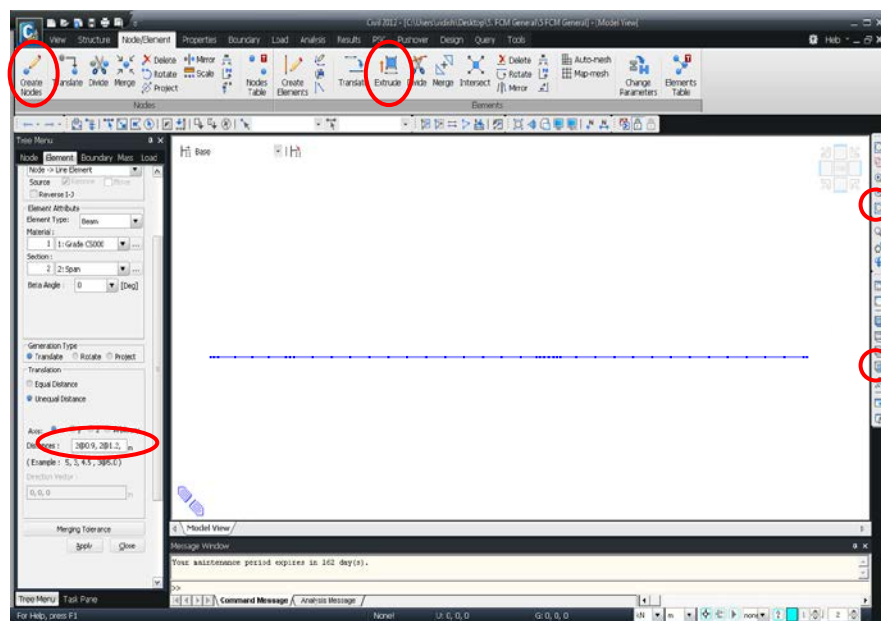 Civil 2012 - [C:\Users\vidish\Desktop\5. FCM General\5 FCM General] - [Model View]
View Structure Node/Element Properties Boundary Load Analysis Results PSC Pushover Design Query Tools Help
Create Nodes Translate Divide Merge Delete Rotate Project Mirror Scale Nodes Table Create Elements Translate Extrude Divide Merge Intersect Delete Rotate Mirror Auto-mesh Map-mesh Change Parameters Elements Table
Nodes Elements
Tree Menu
Base
Node Element Boundary Mass Load
Node -> Line Element
Source Remove Move
Reverse I-J
Element Attribute
Element Type: Beam
Material :
1 1: Grade C5000 ...
Section :
2 2: Span ...
Beta Angle : 0 [Deg]
Generation Type
Translate Rotate Project
Translation
Equal Distance
Unequal Distance
Axis:
Distances : 2@0.9, 2@1.2, m
( Example : 5, 3, 4.5 , 3@5.0 )
Direction Vector :
0, 0, 0 m
Merging Tolerance
Apply Close
Model View
Message Window
Your maintenance period expires in 162 day(s).
>>
Command Message Analysis Message
Tree Menu Task Pane
For Help, press F1 None! U: 0, 0, 0 G: 0, 0, 0 kN m none ? 1 2